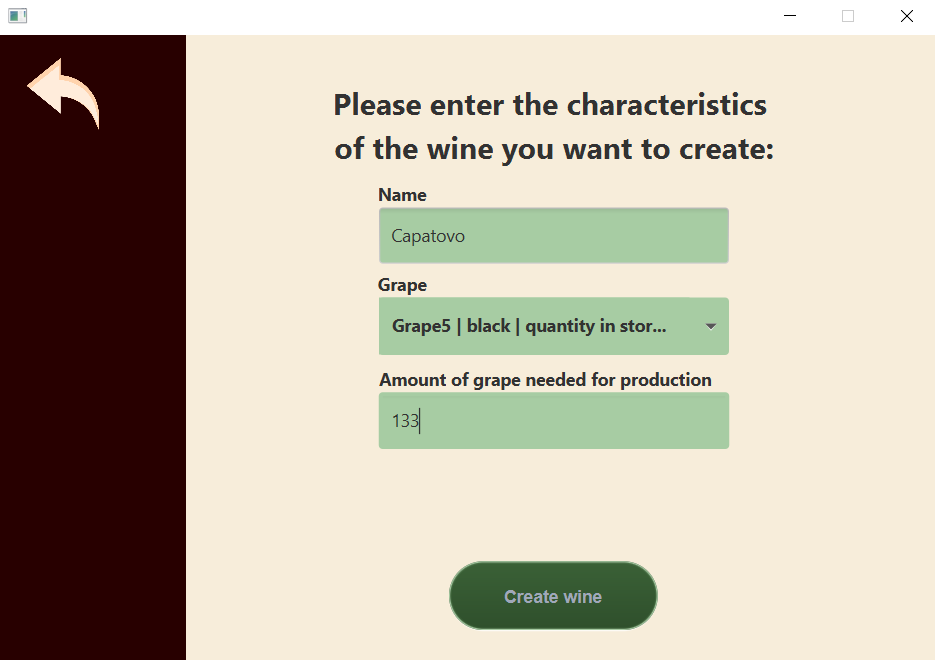 Please enter the characteristics
of the wine you want to create:
Name
Capatovo
Grape
Grape5 | black | quantity in stor...
Amount of grape needed for production
133
Create wine